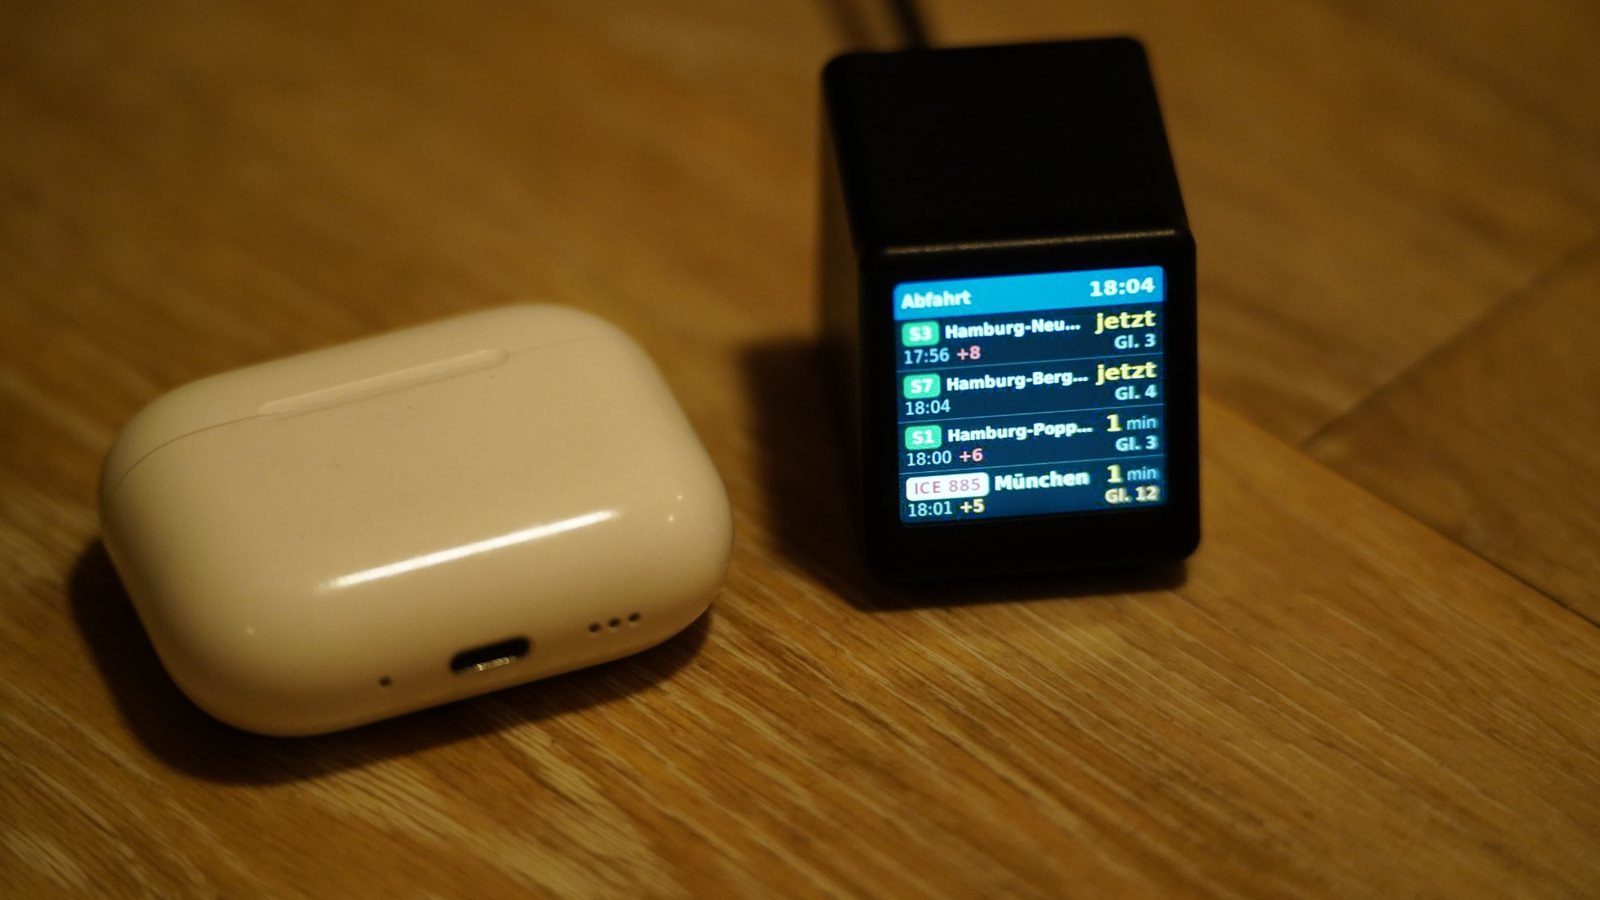 Abfahrt 18:04
S3 Hamburg-Neu... jetzt
17:56 +8 Gl. 3
S7 Hamburg-Berg... jetzt
18:04 Gl. 4
S1 Hamburg-Popp... 1 min
18:00 +6 Gl. 3
ICE 885 München 1 min
18:01 +5 Gl. 12